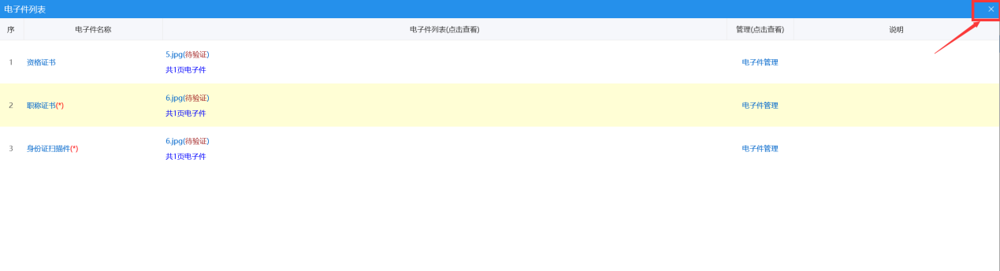 电子件列表 ×
序 电子件名称 电子件列表(点击查看) 管理(点击查看) 说明
1 资格证书 5.jpg(待验证) 电子件管理
共1页电子件
2 职称证书(*) 6.jpg(待验证) 电子件管理
共1页电子件
3 身份证扫描件(*) 6.jpg(待验证) 电子件管理
共1页电子件